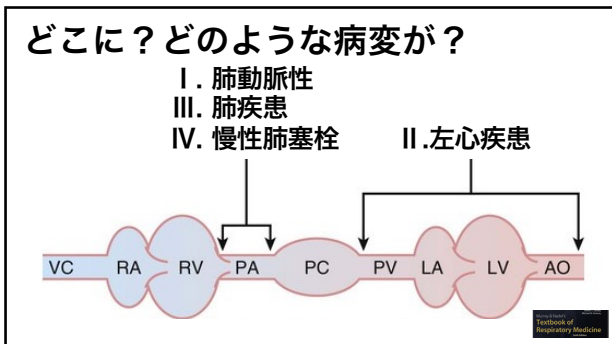 どこに?どのような病変が?
Ⅰ. 肺動脈性
Ⅲ. 肺疾患
Ⅳ. 慢性肺塞栓
Ⅱ.左心疾患
VC RA RV PA PC PV LA LV AO
Textbook of
Respiratory Medicine